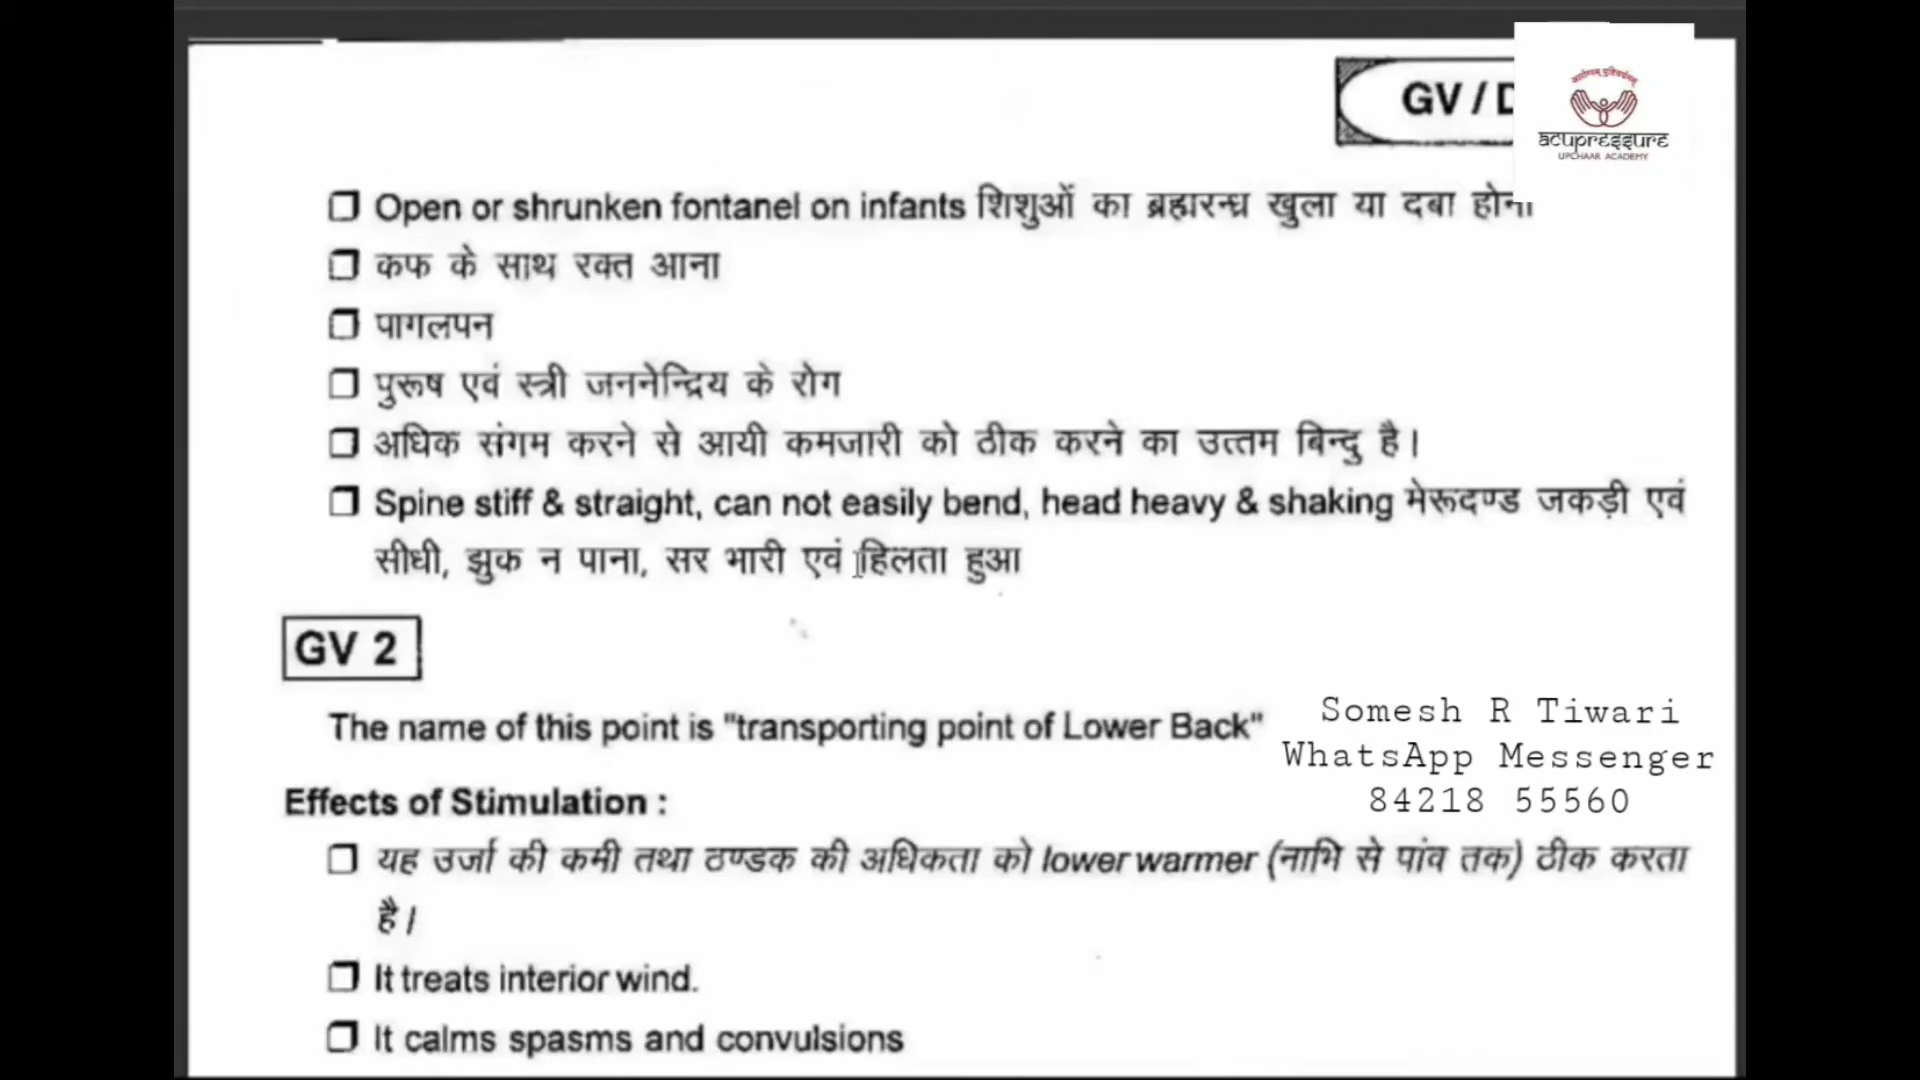 GV / D
आरोग्यम् पुष्टिवर्धनम्
acupressure
UPCHAAR ACADEMY
❒ Open or shrunken fontanel on infants शिशुओं का ब्रह्मरन्ध्र खुला या दबा होना
❒ कफ के साथ रक्त आना
❒ पागलपन
❒ पुरूष एवं स्त्री जननेन्द्रिय के रोग
❒ अधिक संगम करने से आयी कमजारी को ठीक करने का उत्तम बिन्दु है।
❒ Spine stiff & straight, can not easily bend, head heavy & shaking मेरूदण्ड जकड़ी एवं
सीधी, झुक न पाना, सर भारी एवं हिलता हुआ
GV 2
The name of this point is "transporting point of Lower Back"
Somesh R Tiwari
WhatsApp Messenger
84218 55560
Effects of Stimulation :
❒ यह उर्जा की कमी तथा ठण्डक की अधिकता को lower warmer (नाभि से पांव तक) ठीक करता
है।
❒ It treats interior wind.
❒ It calms spasms and convulsions